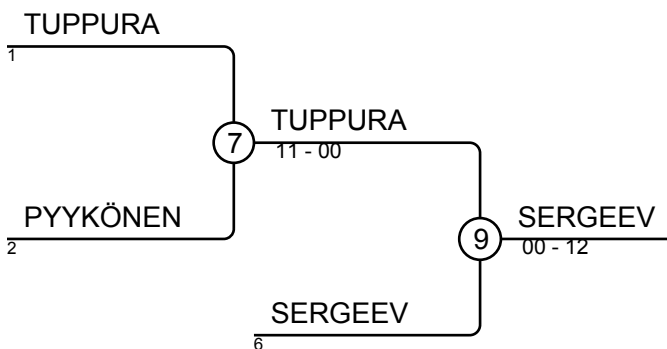 TUPPURA
1
7
TUPPURA
11 - 00
PYYKÖNEN
2
9
SERGEEV
00 - 12
SERGEEV
6